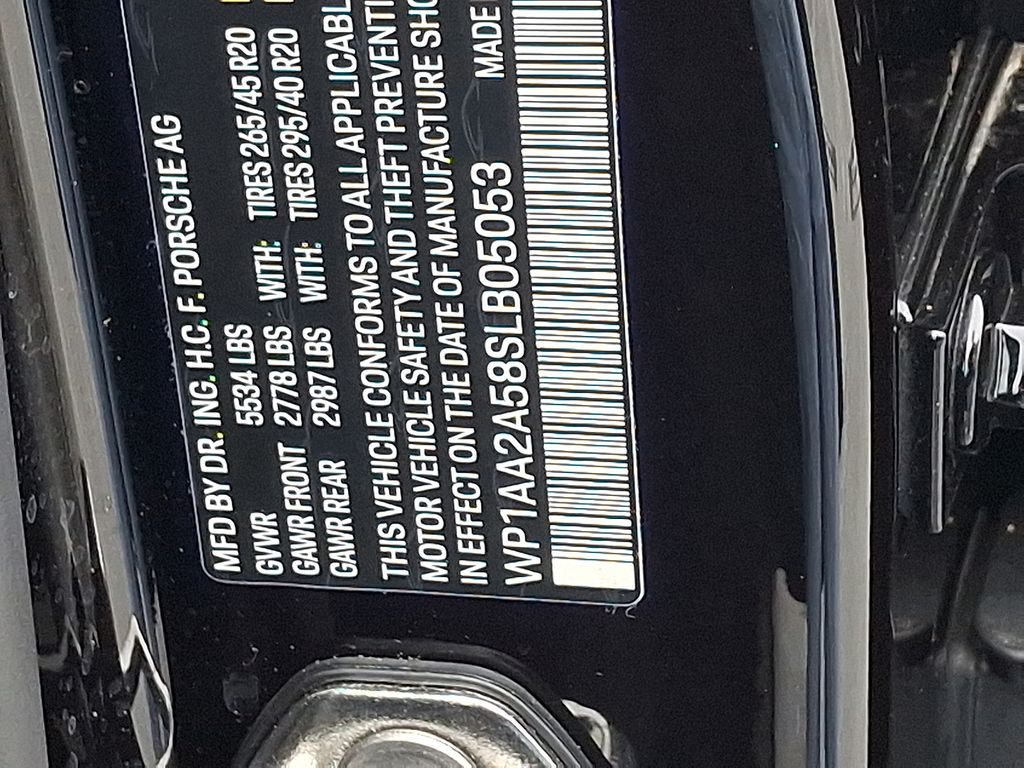 MFD BY DR. ING. H.C. F. PORSCHE AG
GVWR 5534 LBS
GAWR FRONT 2778 LBS WITH: TIRES 265/45 R20
GAWR REAR 2987 LBS WITH: TIRES 295/40 R20
THIS VEHICLE CONFORMS TO ALL APPLICABL
MOTOR VEHICLE SAFETY AND THEFT PREVENTI
IN EFFECT ON THE DATE OF MANUFACTURE SHO
WP1AA2A58SLB05053 MADE